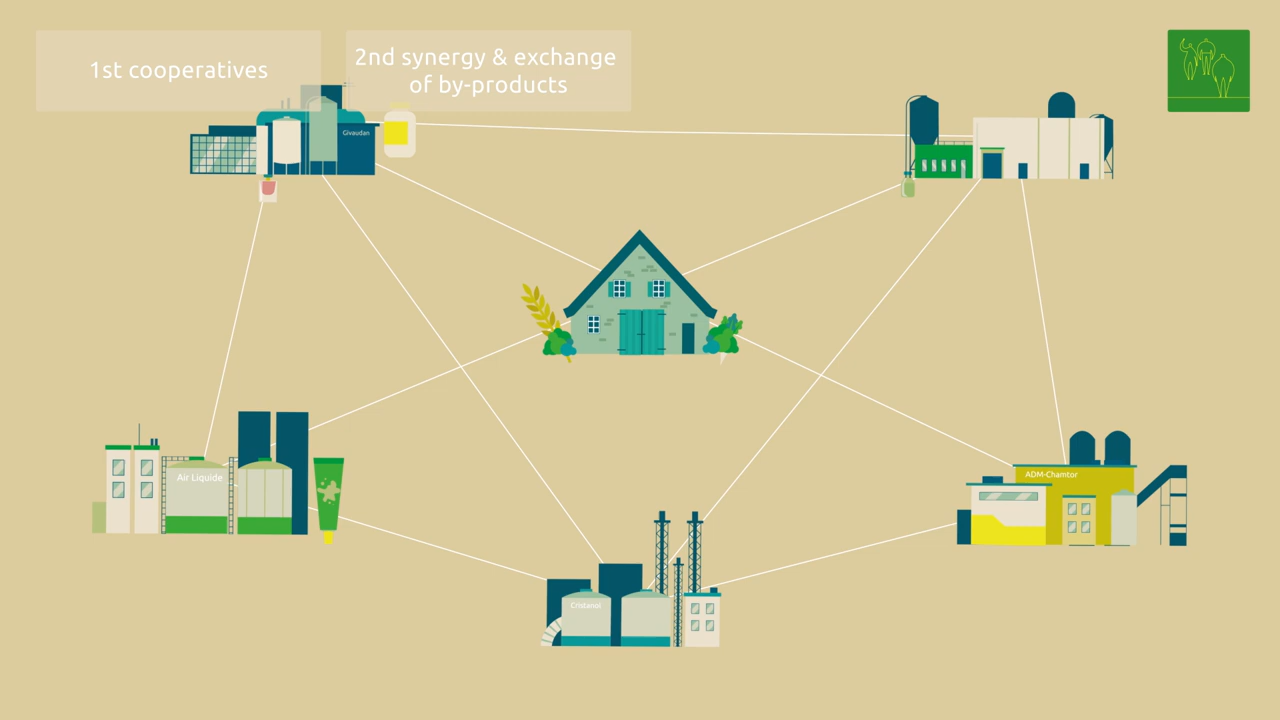 1st cooperatives
2nd synergy & exchange
of by-products
Givaudan
Air Liquide
ADM-Chamtor
Cristanol